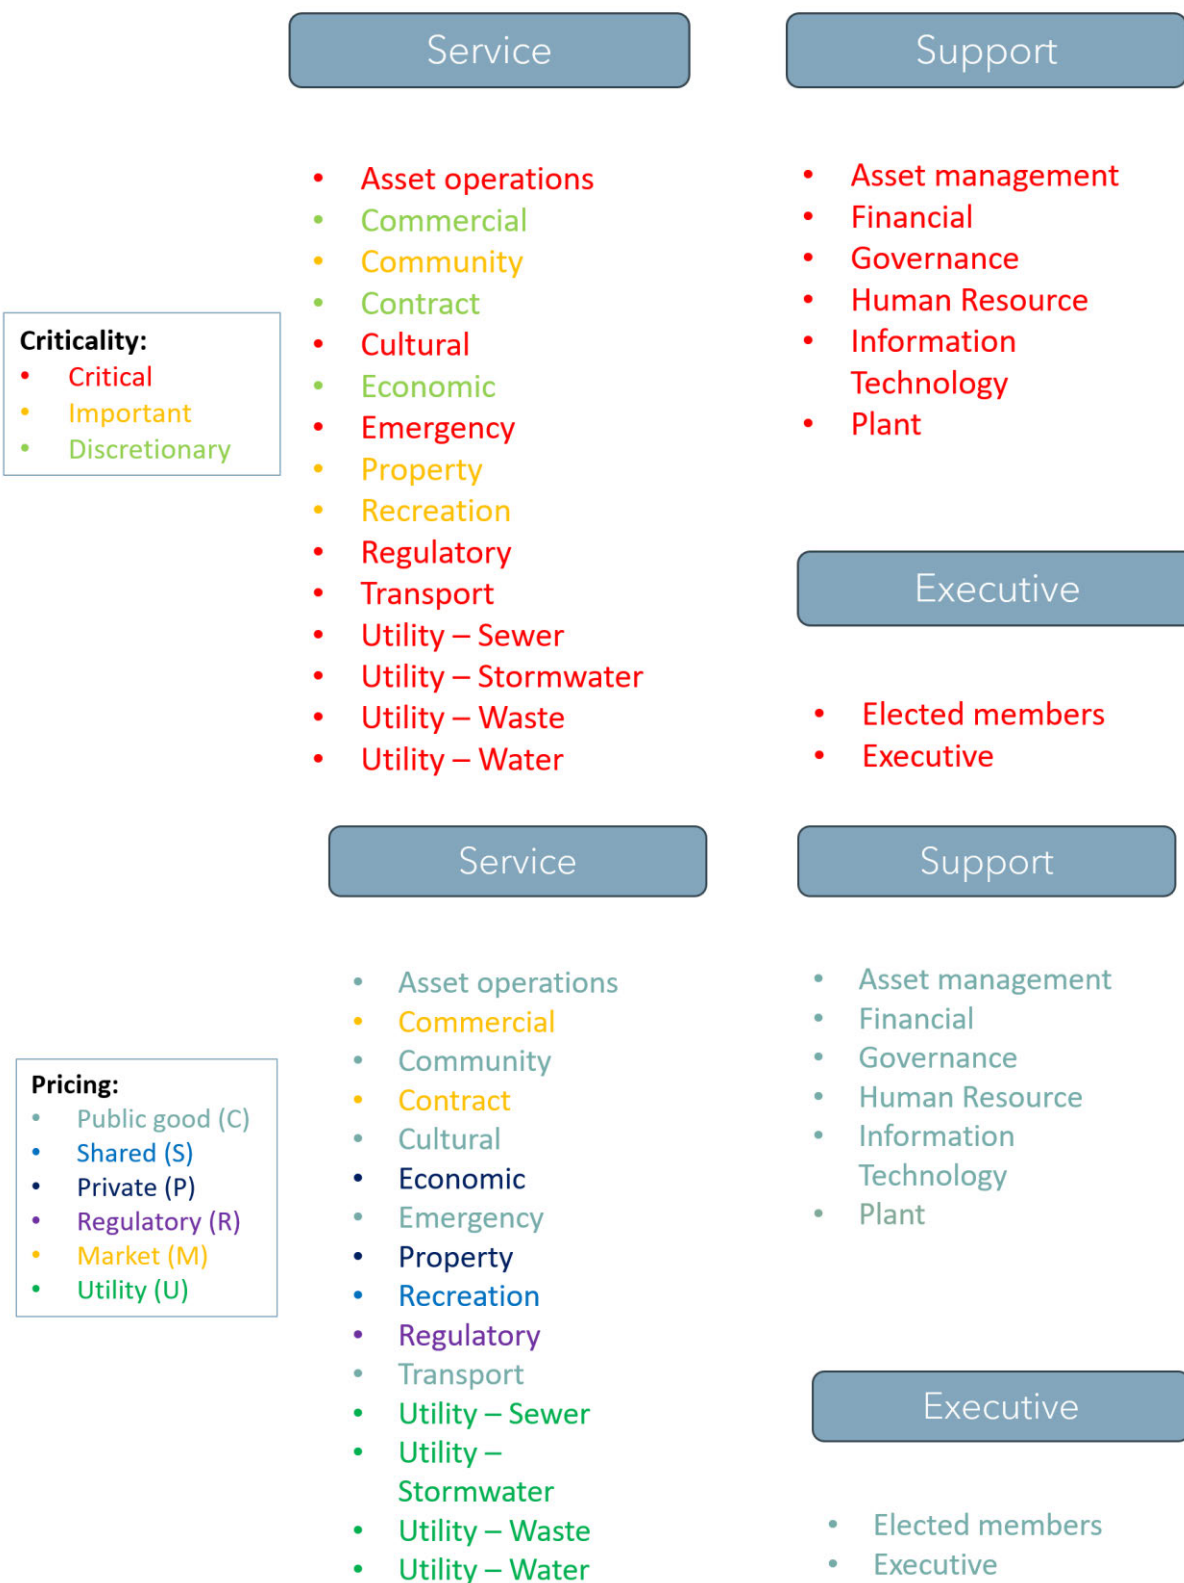 Service
Support
• Asset operations
• Commercial
• Community
• Contract
• Cultural
• Economic
• Emergency
• Property
• Recreation
• Regulatory
• Transport
• Utility – Sewer
• Utility – Stormwater
• Utility – Waste
• Utility – Water
• Asset management
• Financial
• Governance
• Human Resource
• Information
Technology
• Plant
Criticality:
• Critical
• Important
• Discretionary
Executive
• Elected members
• Executive
Service
Support
• Asset operations
• Commercial
• Community
• Contract
• Cultural
• Economic
• Emergency
• Property
• Recreation
• Regulatory
• Transport
• Utility – Sewer
• Utility –
Stormwater
• Utility – Waste
• Utility – Water
• Asset management
• Financial
• Governance
• Human Resource
• Information
Technology
• Plant
Pricing:
• Public good (C)
• Shared (S)
• Private (P)
• Regulatory (R)
• Market (M)
• Utility (U)
Executive
• Elected members
• Executive